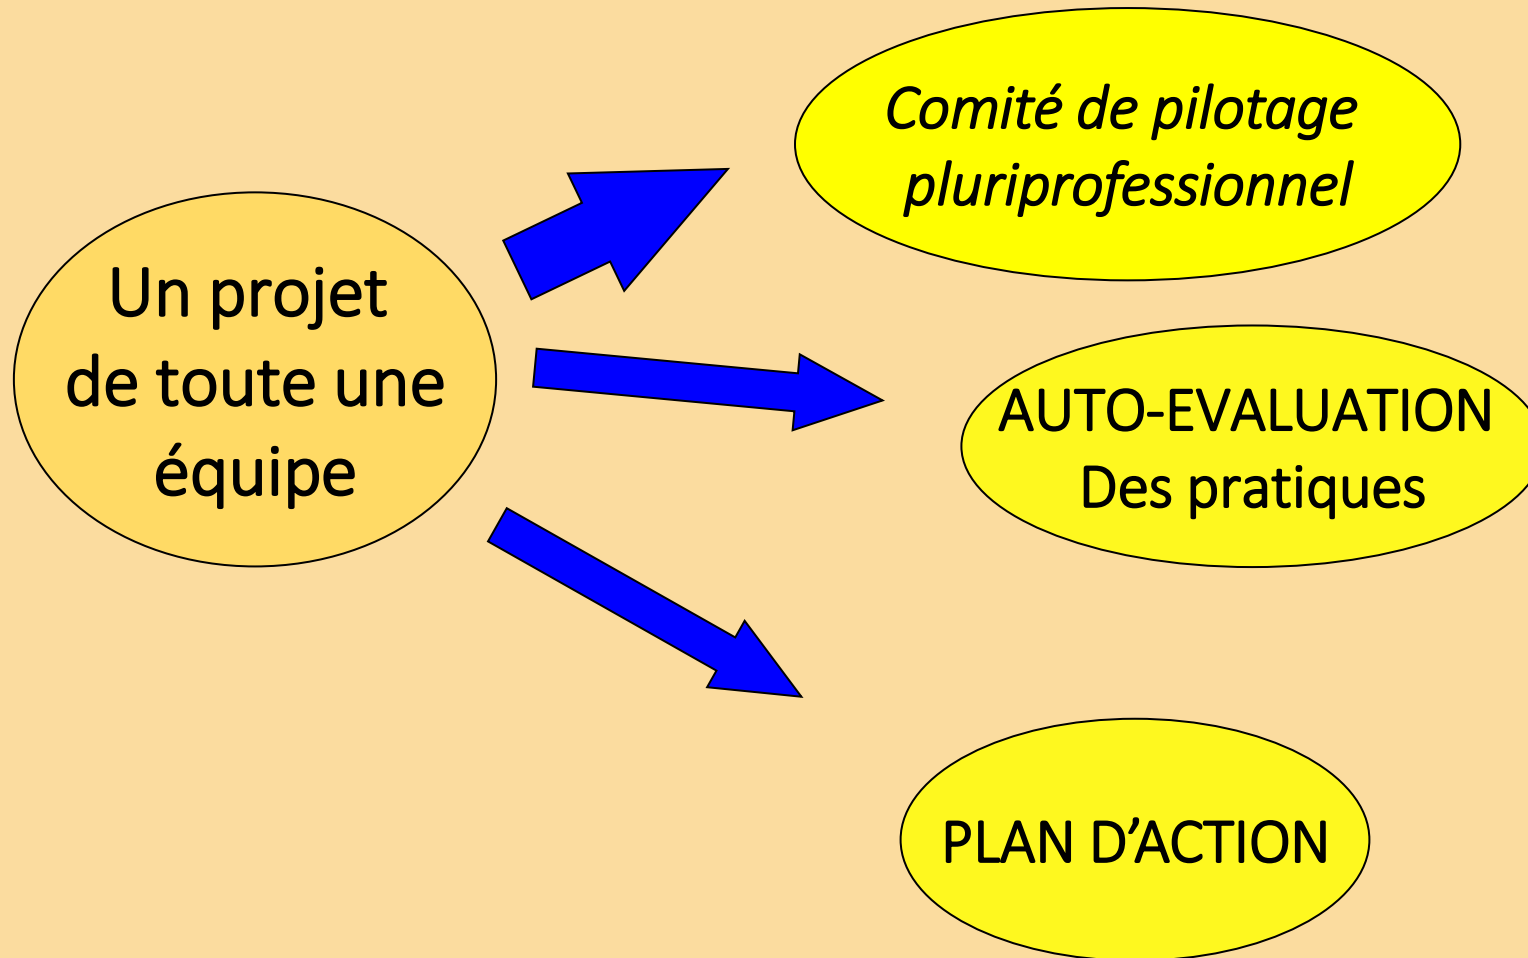 Un projet
de toute une
équipe
Comité de pilotage
pluriprofessionnel
AUTO-EVALUATION
Des pratiques
PLAN D’ACTION